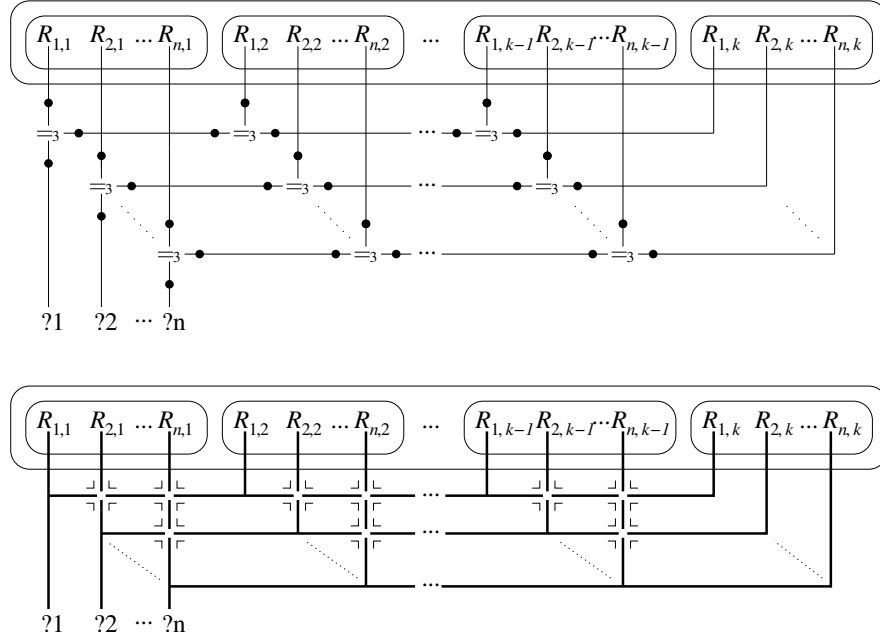 R1,1 R2,1 ... Rn,1 R1,2 R2,2 ... Rn,2 ... R1,k−1 R2,k−1 ... Rn,k−1 R1,k R2,k ... Rn,k
=3 =3 ... =3
=3 =3 ... =3
=3 =3 ... =3
?1 ?2 ... ?n
R1,1 R2,1 ... Rn,1 R1,2 R2,2 ... Rn,2 ... R1,k−1 R2,k−1 ... Rn,k−1 R1,k R2,k ... Rn,k
...
...
...
?1 ?2 ... ?n